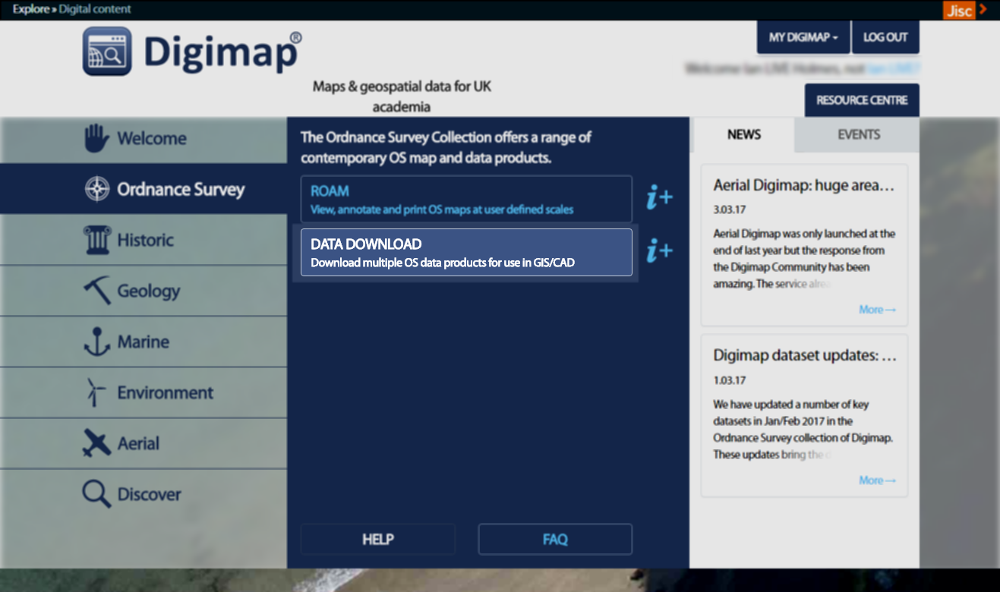 Explore » Digital content
Jisc
Digimap®
MY DIGIMAP
LOG OUT
Maps & geospatial data for UK
academia
RESOURCE CENTRE
Welcome
Ordnance Survey
Historic
Geology
Marine
Environment
Aerial
Discover
The Ordnance Survey Collection offers a range of
contemporary OS map and data products.
ROAM
View, annotate and print OS maps at user defined scales
i+
DATA DOWNLOAD
Download multiple OS data products for use in GIS/CAD
i+
HELP
FAQ
NEWS
EVENTS
Aerial Digimap: huge area…
3.03.17
Aerial Digimap was only launched at the
end of last year but the response from
the Digimap Community has been
amazing. The service alrea
More →
Digimap dataset updates: …
1.03.17
We have updated a number of key
datasets in Jan/Feb 2017 in the
Ordnance Survey collection of Digimap.
These updates bring the
More →